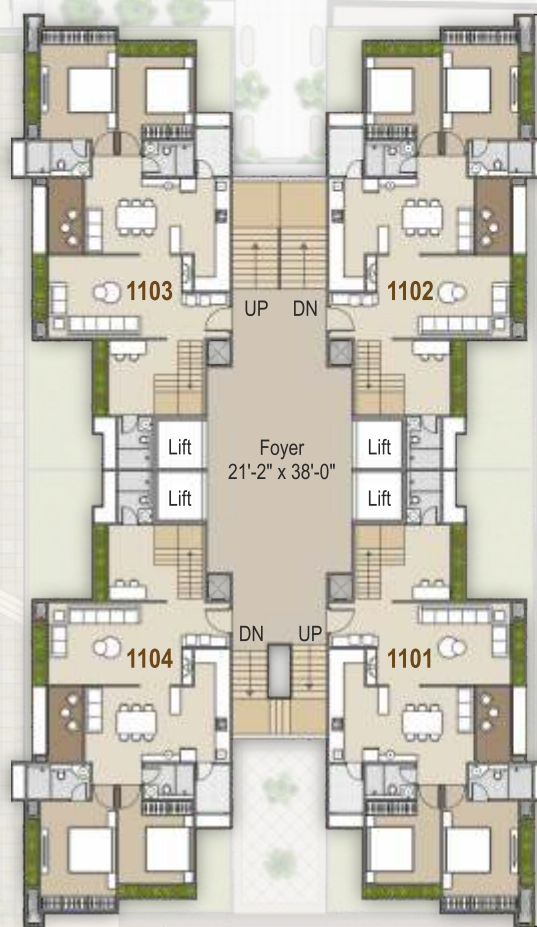 1103
1102
UP DN
Lift
Foyer
Lift
21'-2" x 38'-0"
Lift
Lift
DN UP
1104
1101